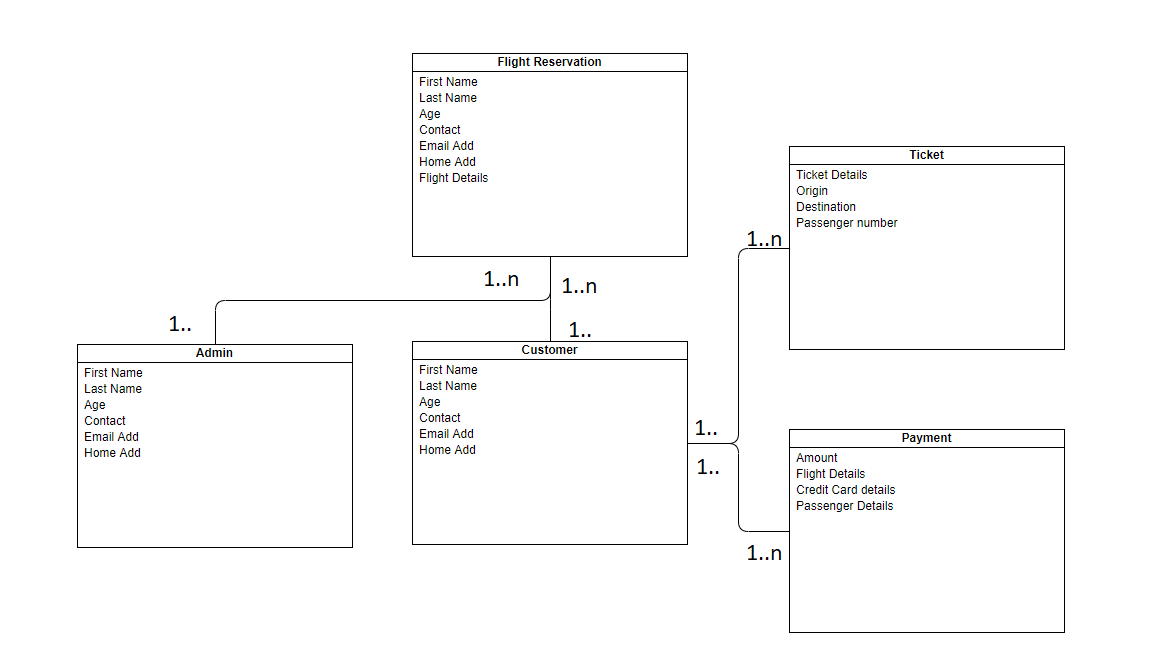 Flight Reservation
First Name
Last Name
Age
Contact
Email Add
Home Add
Flight Details
Ticket
Ticket Details
Origin
Destination
Passenger number
1..n
1..n
1..n
1..
1..
Admin
First Name
Last Name
Age
Contact
Email Add
Home Add
Customer
First Name
Last Name
Age
Contact
Email Add
Home Add
1..
1..
Payment
Amount
Flight Details
Credit Card details
Passenger Details
1..n